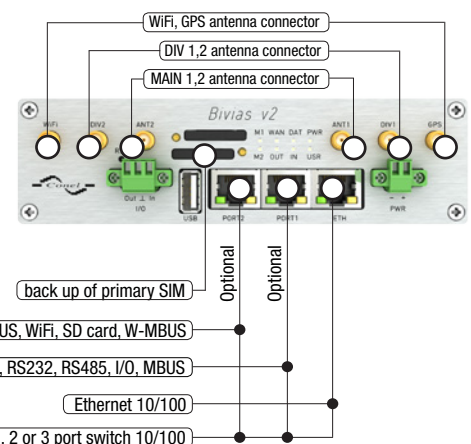 WiFi, GPS antenna connector
DIV 1,2 antenna connector
MAIN 1,2 antenna connector
Bivias v2
WiFi DIV2 ANT2 M1 WAN DAT PWR ANT1 DIV1 GPS
M2 OUT IN USR
Conel
Out ⊥ In
I/O
USB PORT2 PORT1 ETH
- +
PWR
Optional
Optional
back up of primary SIM
US, WiFi, SD card, W-MBUS
, RS232, RS485, I/O, MBUS
Ethernet 10/100
. 2 or 3 port switch 10/100